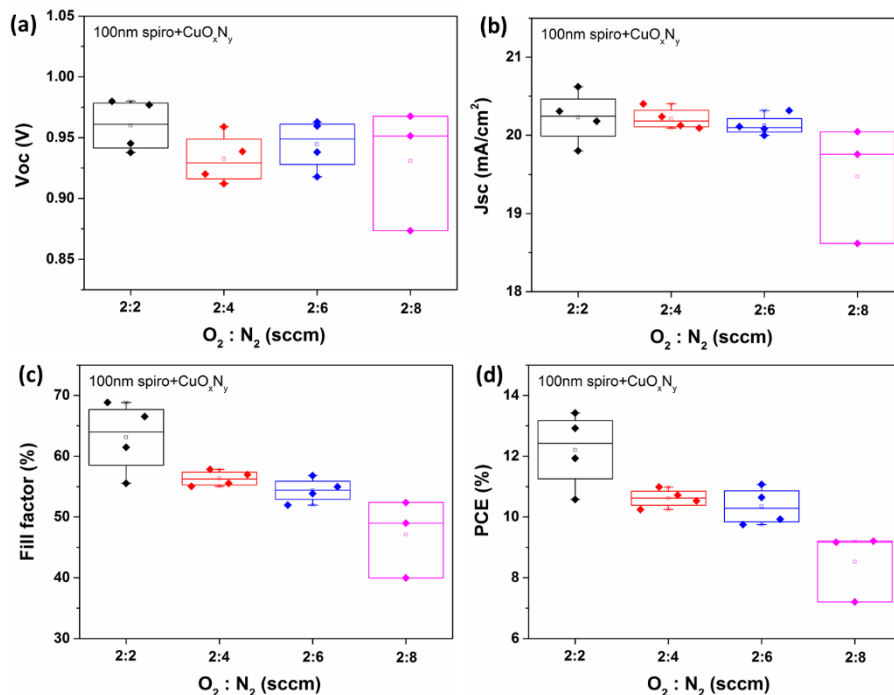 (a)
100nm spiro+CuOxNy
1.05
1.00
0.95
0.90
0.85
Voc (V)
2:2 2:4 2:6 2:8
O2 : N2 (sccm)
(b)
100nm spiro+CuOxNy
21
20
19
18
Jsc (mA/cm²)
2:2 2:4 2:6 2:8
O2 : N2 (sccm)
(c)
100nm spiro+CuOxNy
70
60
50
40
30
Fill factor (%)
2:2 2:4 2:6 2:8
O2 : N2 (sccm)
(d)
100nm spiro+CuOxNy
14
12
10
8
6
PCE (%)
2:2 2:4 2:6 2:8
O2 : N2 (sccm)